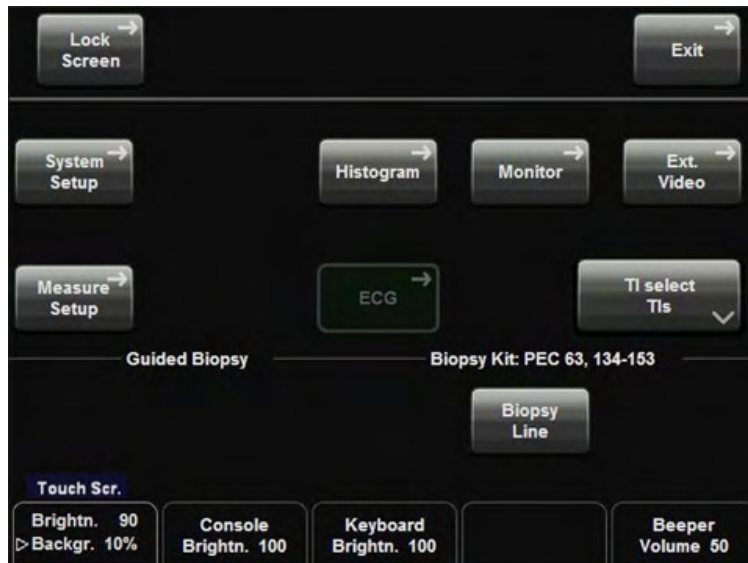 Lock
Screen
Exit
System
Setup
Histogram
Monitor
Ext.
Video
Measure
Setup
ECG
TI select
TIs
Guided Biopsy
Biopsy Kit: PEC 63, 134-153
Biopsy
Line
Touch Scr.
Brightn. 90
Backgr. 10%
Console
Brightn. 100
Keyboard
Brightn. 100
Beeper
Volume 50